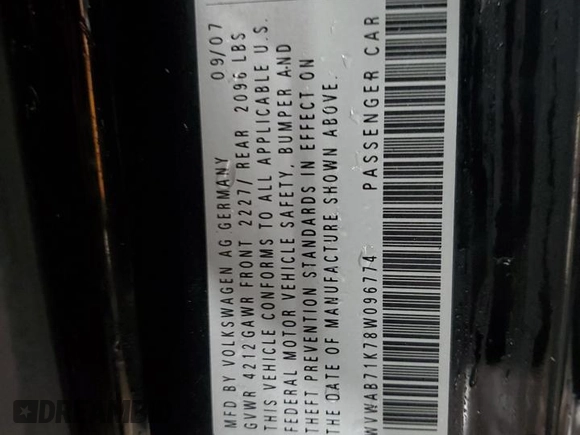 MFD BY VOLKSWAGEN AG GERMANY 09/07
GVWR 4212 GAWR FRONT 2227/ REAR 2096 LBS
THIS VEHICLE CONFORMS TO ALL APPLICABLE U.S.
FEDERAL MOTOR VEHICLE SAFETY, BUMPER AND
THEFT PREVENTION STANDARDS IN EFFECT ON
THE DATE OF MANUFACTURE SHOWN ABOVE.
WVWAB71K78W096774 PASSENGER CAR